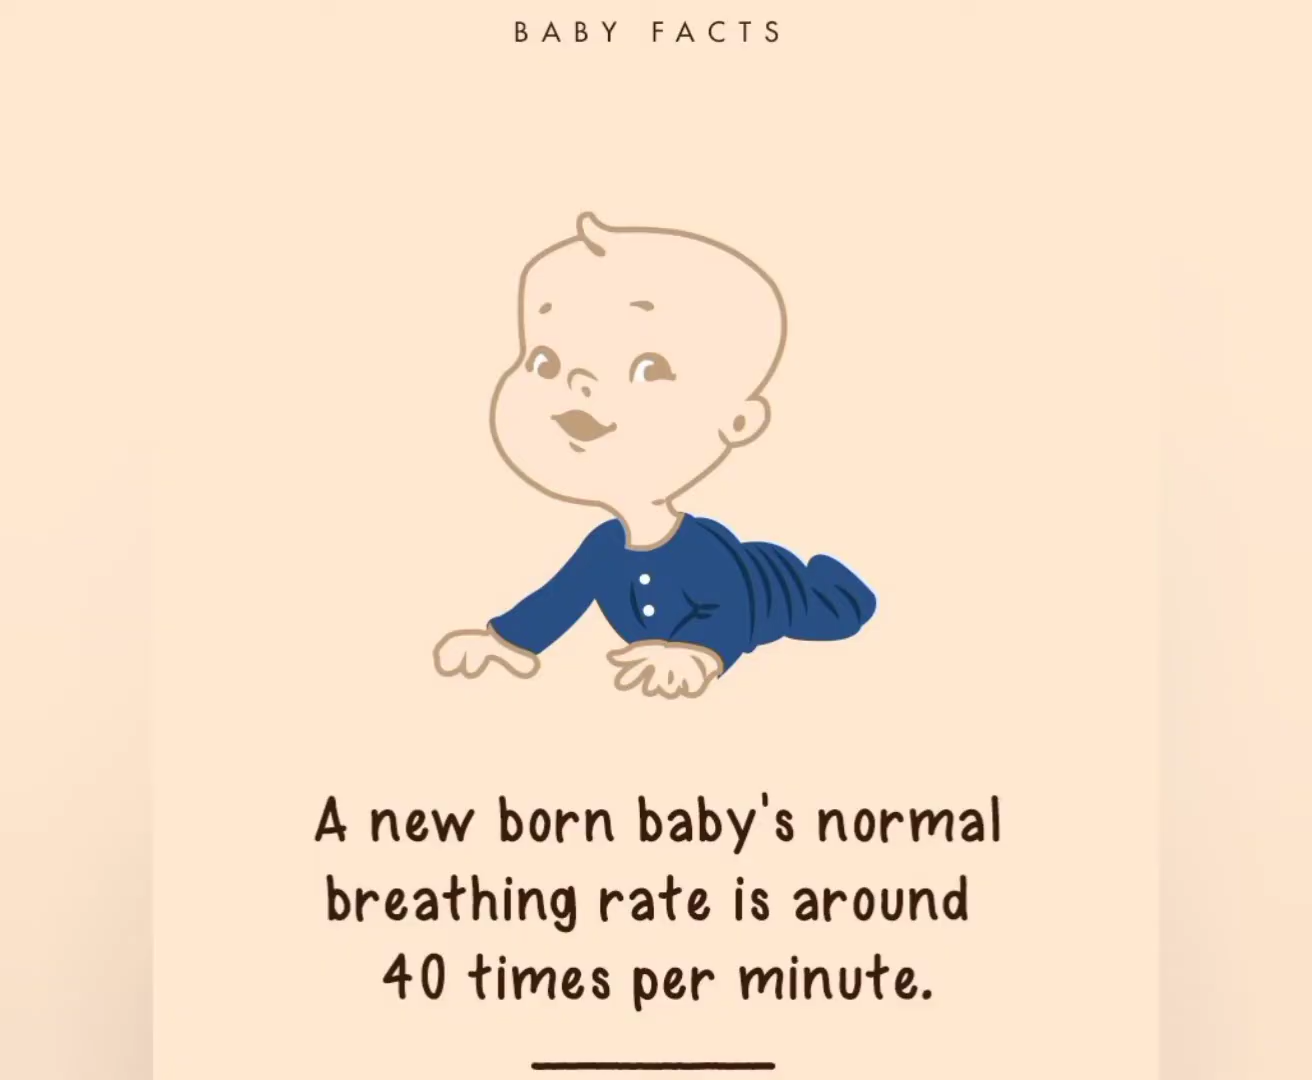 BABY FACTS
A new born baby's normal
breathing rate is around
40 times per minute.